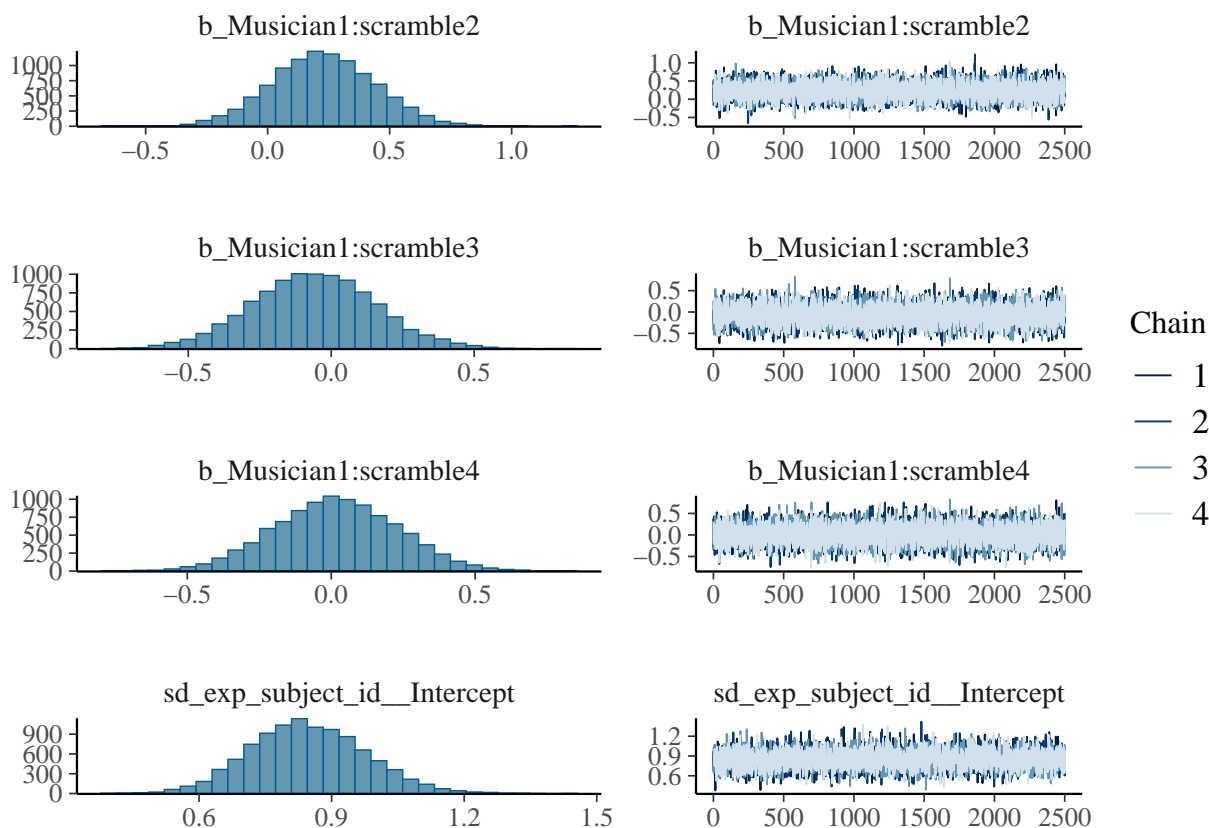 b_Musician1:scramble2
1000
750
500
250
0
−0.5 0.0 0.5 1.0
b_Musician1:scramble2
1.0
0.5
0.0
−0.5
0 500 1000 1500 2000 2500
b_Musician1:scramble3
1000
750
500
250
0
−0.5 0.0 0.5
b_Musician1:scramble3
0.5
0.0
−0.5
0 500 1000 1500 2000 2500
b_Musician1:scramble4
1000
750
500
250
0
−0.5 0.0 0.5
b_Musician1:scramble4
0.5
0.0
−0.5
0 500 1000 1500 2000 2500
sd_exp_subject_id__Intercept
900
600
300
0
0.6 0.9 1.2 1.5
sd_exp_subject_id__Intercept
1.2
0.9
0.6
0 500 1000 1500 2000 2500
Chain
1
2
3
4